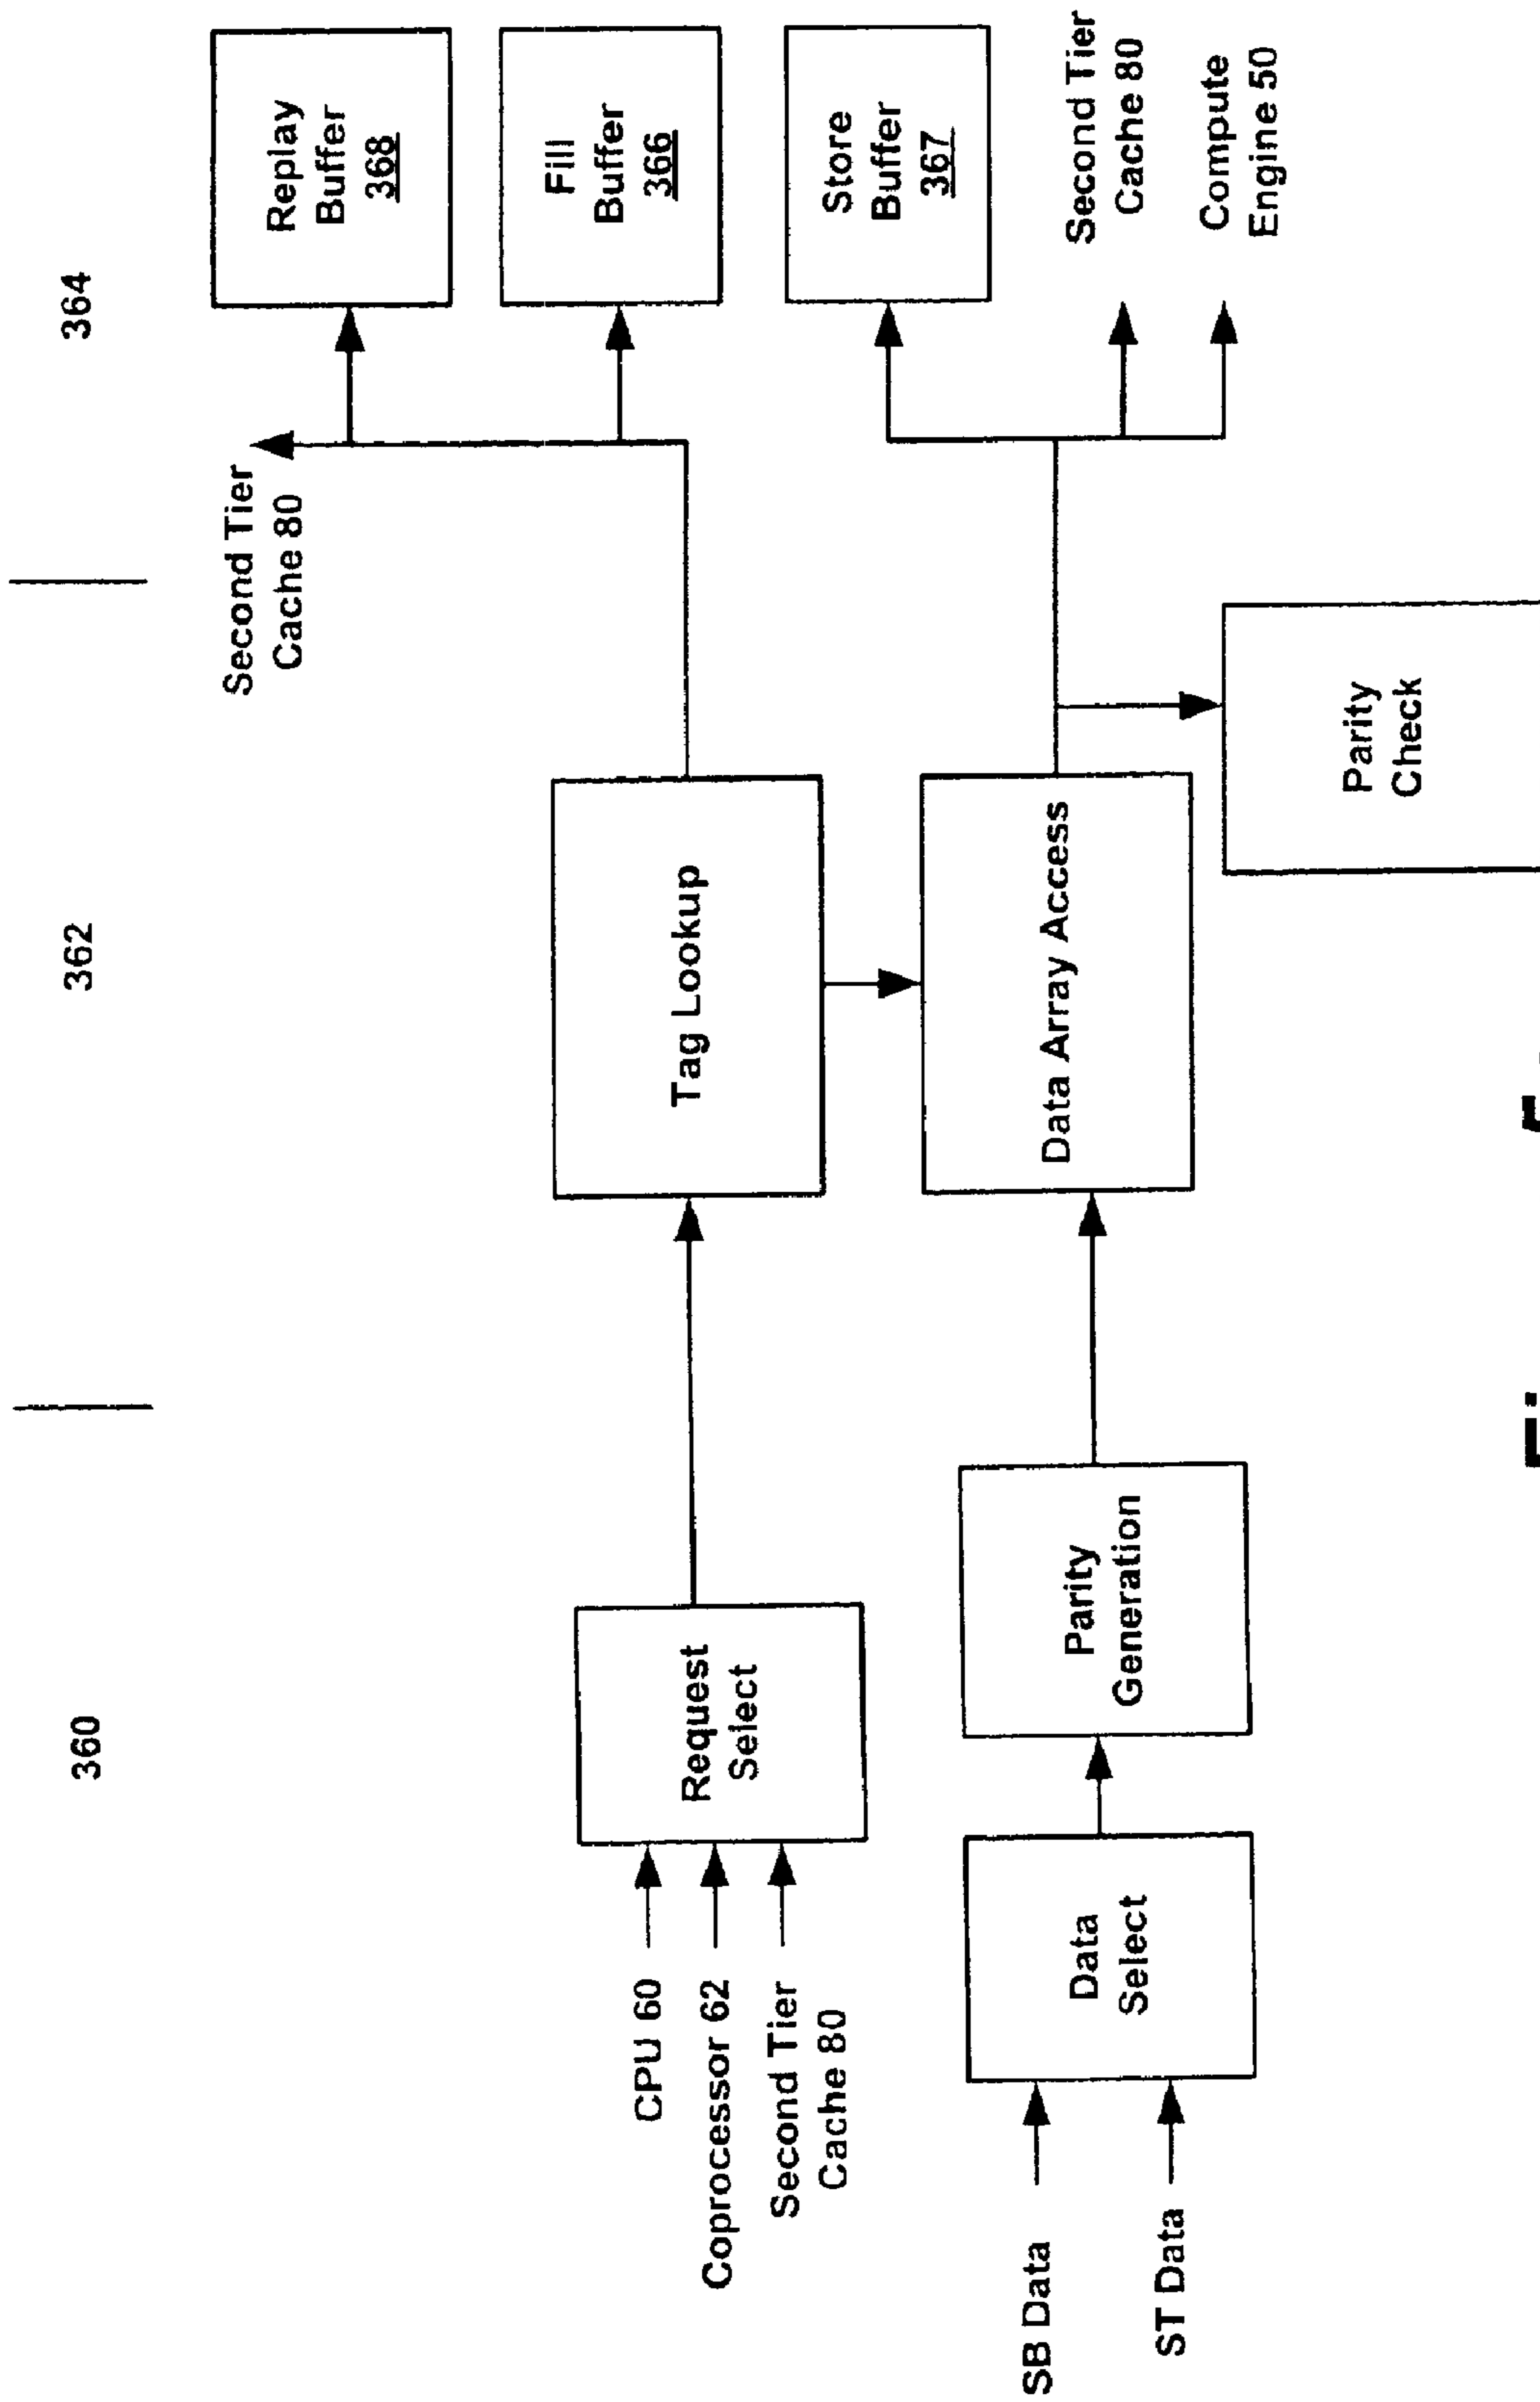 360
362
364
CPU 60
Coprocessor 62
Second Tier
Cache 80
Request
Select
Tag Lookup
Second Tier
Cache 80
Replay
Buffer
368
Fill
Buffer
366
SB Data
ST Data
Data
Select
Parity
Generation
Data Array Access
Parity
Check
Store
Buffer
367
Second Tier
Cache 80
Compute
Engine 50